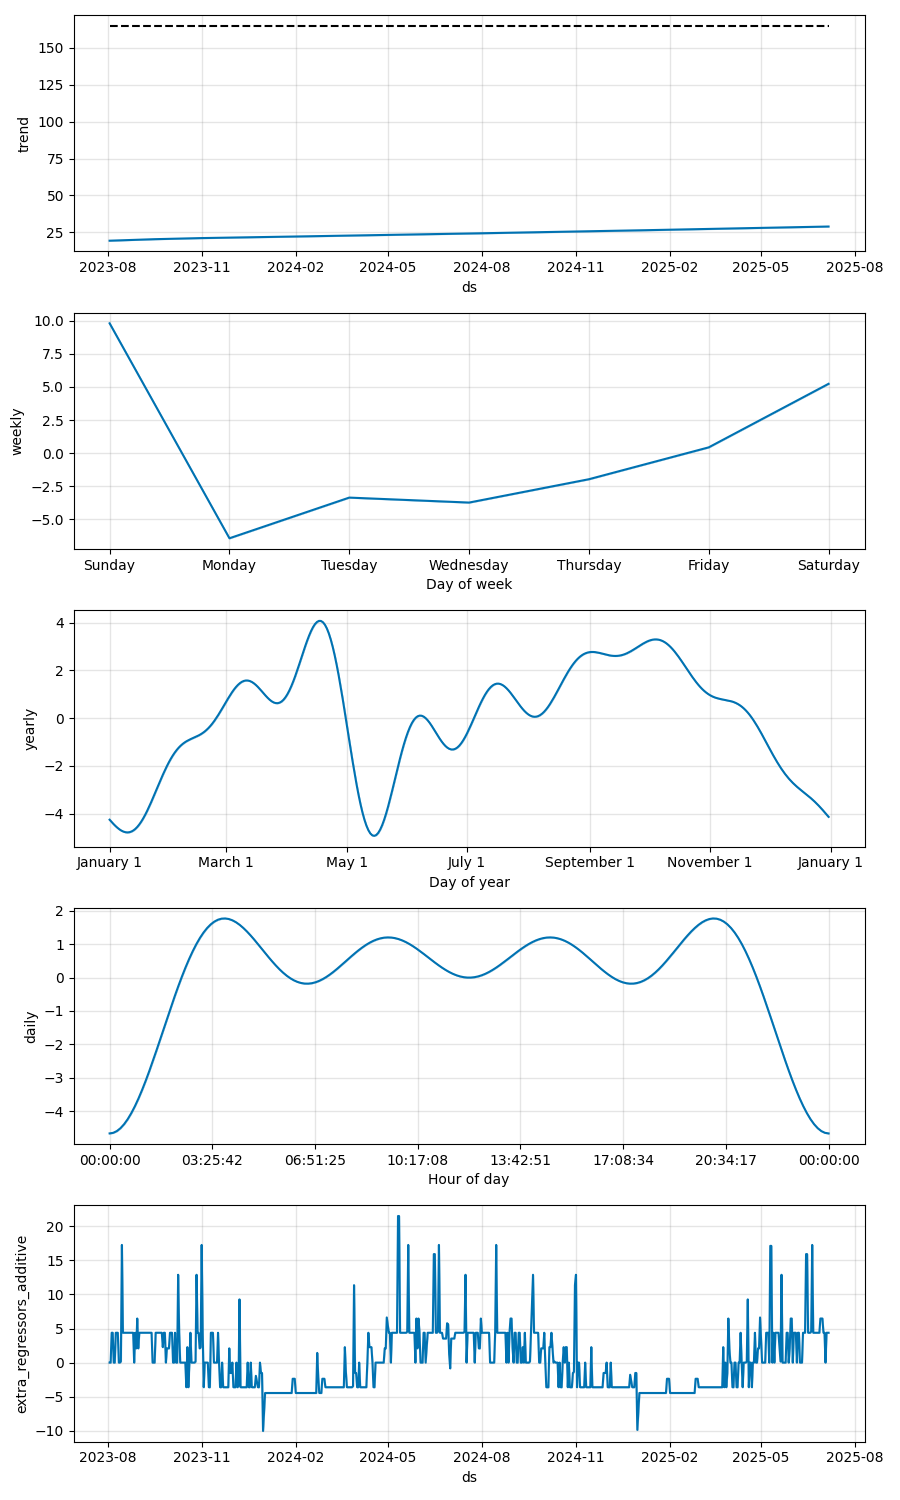 150
125
100
75
50
25
trend
2023-08 2023-11 2024-02 2024-05 2024-08 2024-11 2025-02 2025-05 2025-08
ds
10.0
7.5
5.0
2.5
0.0
−2.5
−5.0
weekly
Sunday Monday Tuesday Wednesday Thursday Friday Saturday
Day of week
4
2
0
−2
−4
yearly
January 1 March 1 May 1 July 1 September 1 November 1 January 1
Day of year
2
1
0
−1
−2
−3
−4
daily
00:00:00 03:25:42 06:51:25 10:17:08 13:42:51 17:08:34 20:34:17 00:00:00
Hour of day
20
15
10
5
0
−5
−10
extra_regressors_additive
2023-08 2023-11 2024-02 2024-05 2024-08 2024-11 2025-02 2025-05 2025-08
ds